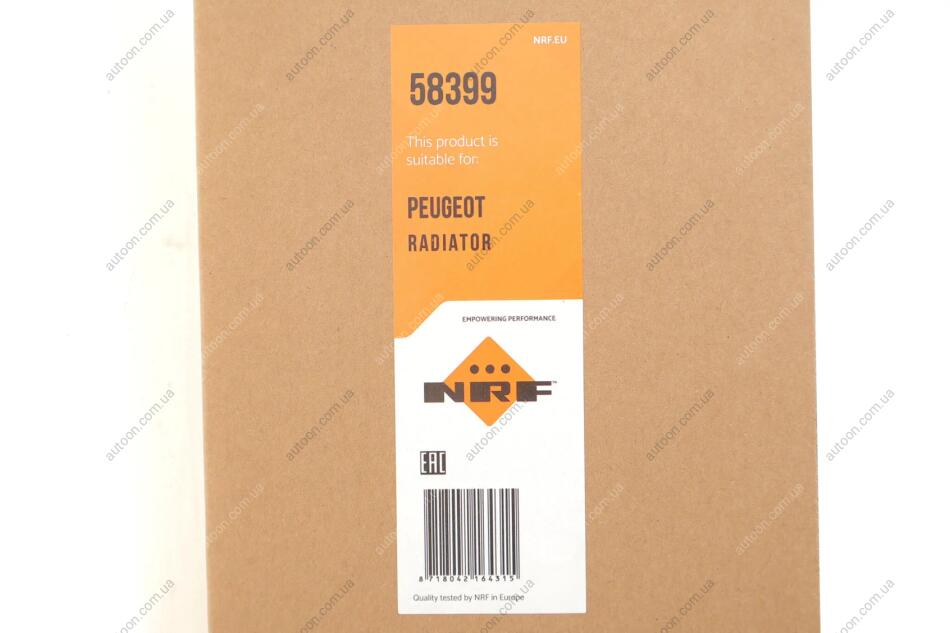 NRF.EU
58399
This product is
suitable for:
PEUGEOT
RADIATOR
EMPOWERING PERFORMANCE
NRF™
EAC
8 718042 164315
Quality tested by NRF in Europe
autoon.com.ua